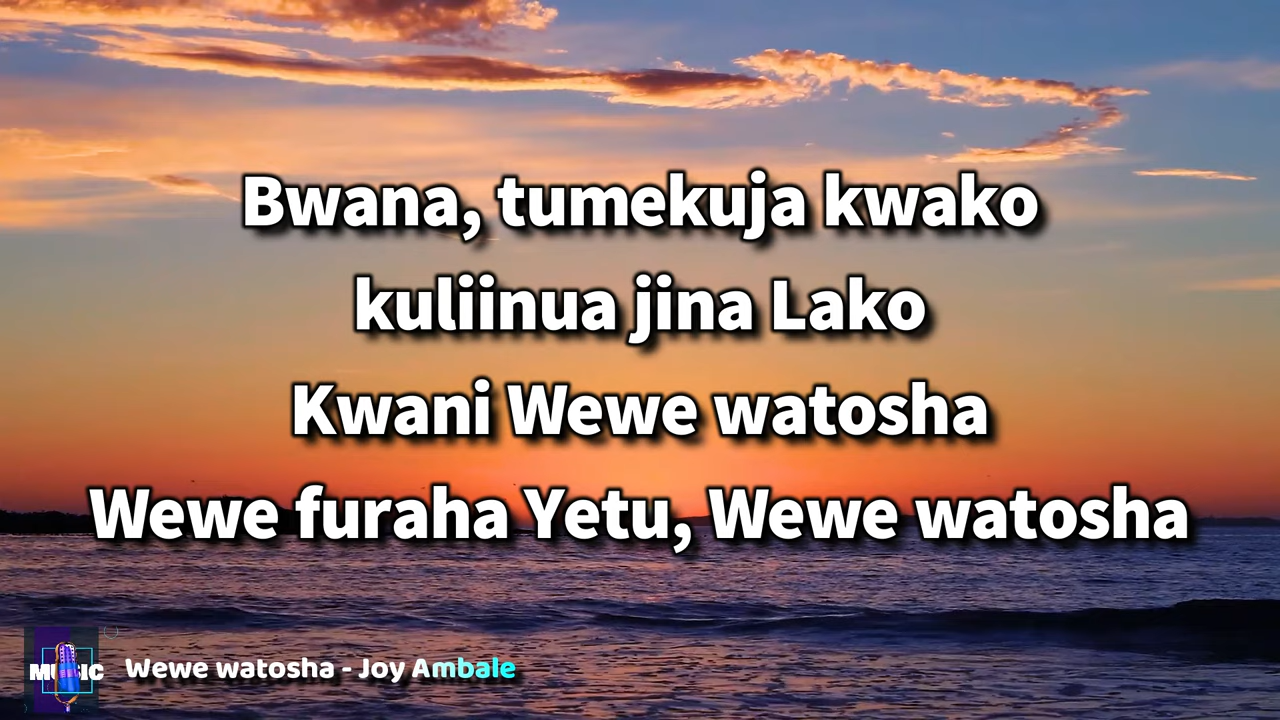 Bwana, tumekuja kwako
kuliinua jina Lako
Kwani Wewe watosha
Wewe furaha Yetu, Wewe watosha
MUSIC
Wewe watosha - Joy Ambale